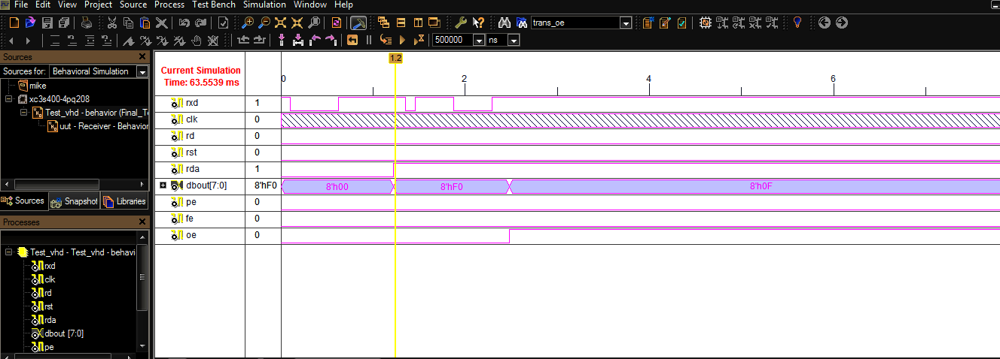 File Edit View Project Source Process Test Bench Simulation Window Help
trans_oe
500000 ns
Sources
Sources for: Behavioral Simulation
mike
xc3s400-4pq208
Test_vhd - behavior (Final_T
uut - Receiver - Behavior
Sources Snapshot Libraries
Processes
Test_vhd - Test_vhd - behavi
rxd
clk
rd
rst
rda
dbout [7:0]
pe
Current Simulation
Time: 63.5539 ms
1.2
0 2 4 6
rxd 1
clk 0
rd 0
rst 0
rda 1
dbout[7:0] 8'hF0 8'h00 8'hF0 8'h0F
pe 0
fe 0
oe 0